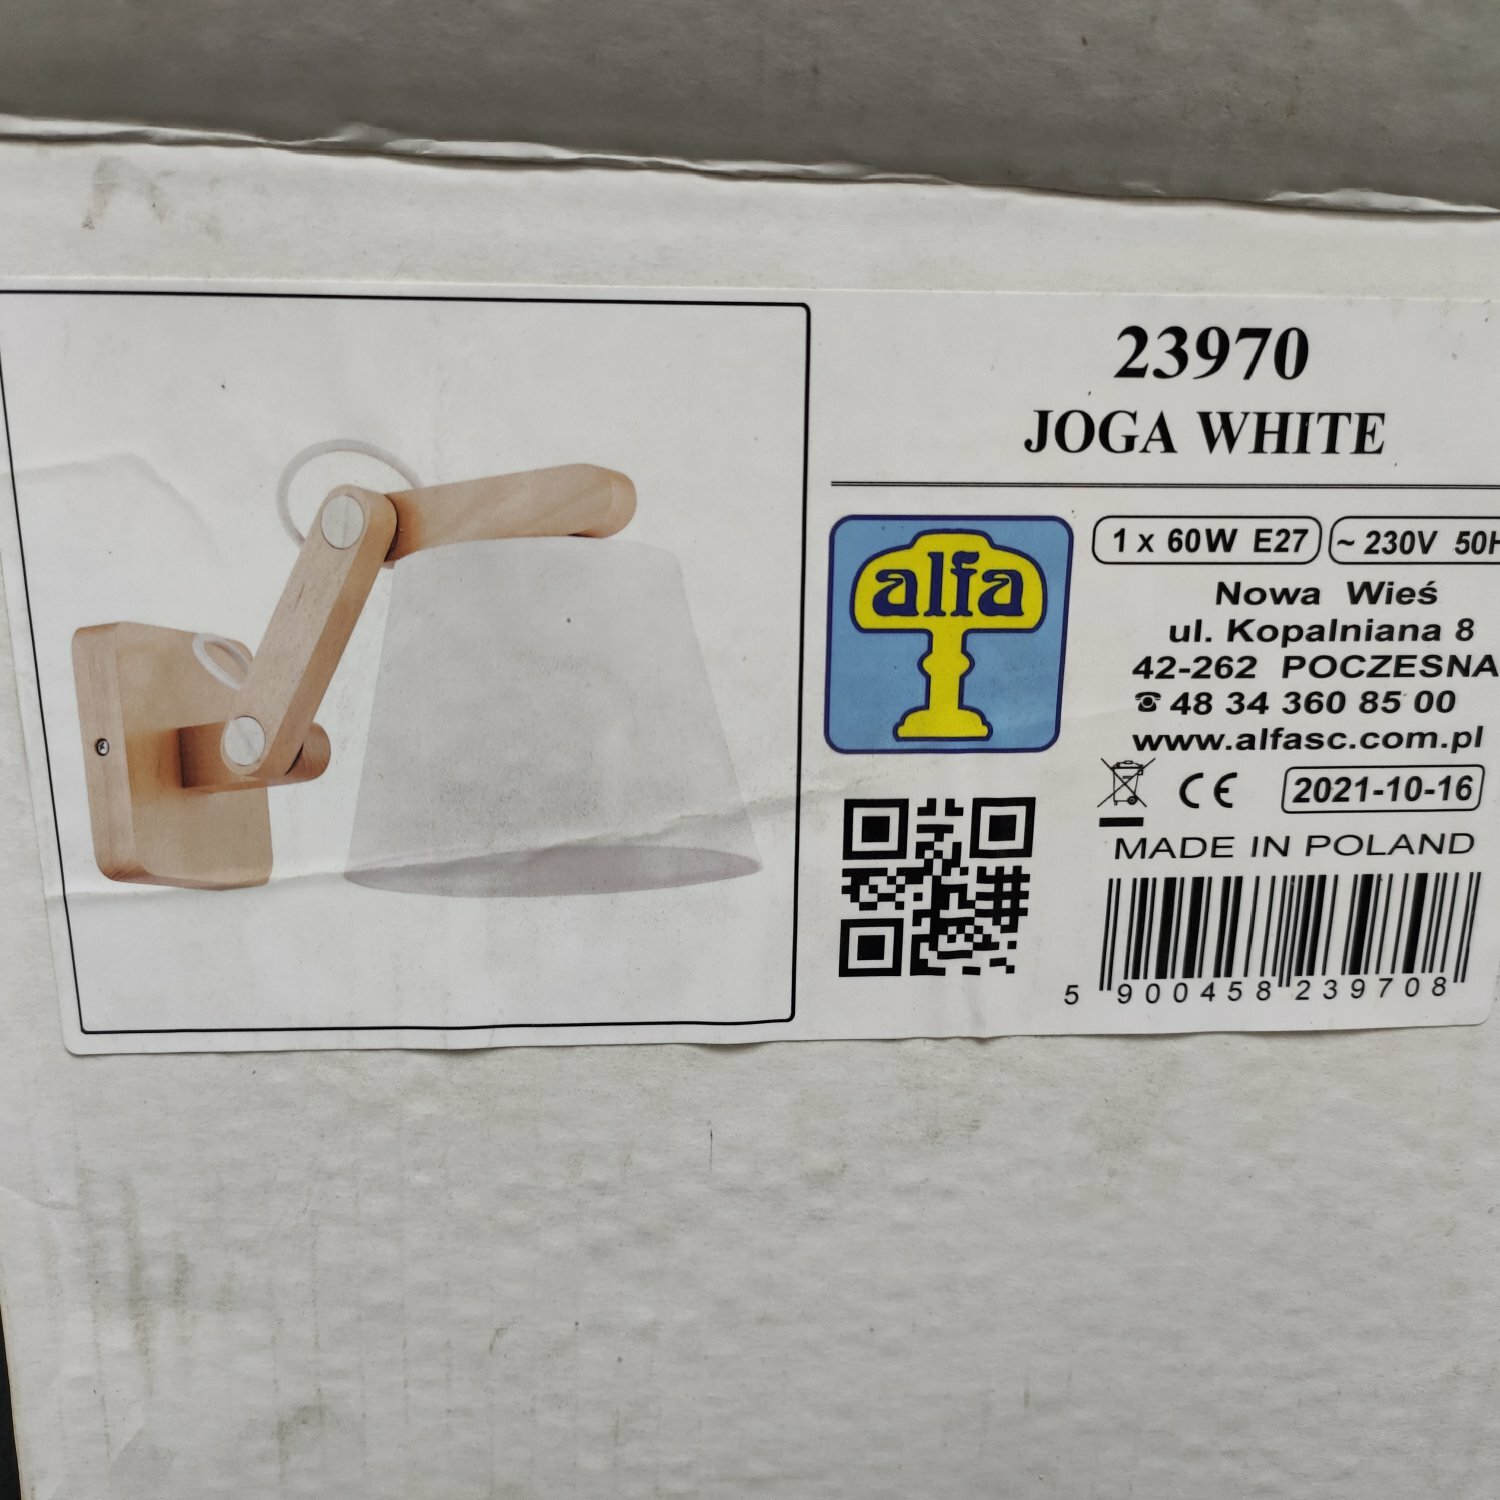 23970
JOGA WHITE
alfa
1 x 60W E27
~ 230V 50H
Nowa Wieś
ul. Kopalniana 8
42-262 POCZESNA
☎ 48 34 360 85 00
www.alfasc.com.pl
CE
2021-10-16
MADE IN POLAND
5 900458 239708